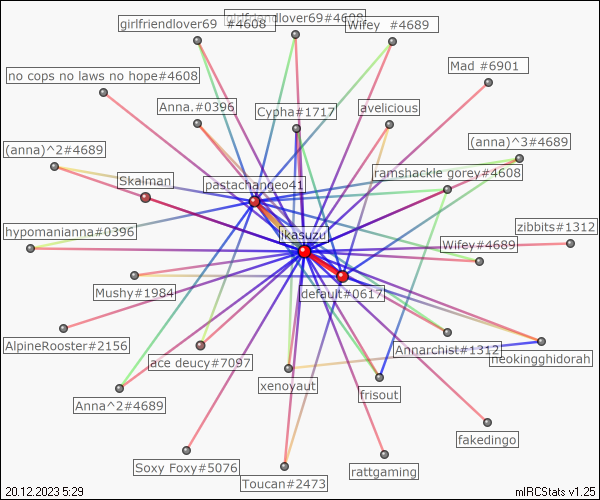 girlfriendlover69 #4608
girlfriendlover69#4608
Wifey #4689
no cops no laws no hope#4608
Mad #6901
Anna.#0396
Cypha#1717
avelicious
(anna)^2#4689
(anna)^3#4689
Skalman
pastachangeo41
ramshackle gorey#4608
hypomanianna#0396
ikasuzu
zibbits#1312
Wifey#4689
Mushy#1984
default#0617
AlpineRooster#2156
ace deucy#7097
Annarchist#1312
neokingghidorah
Anna^2#4689
xenovaut
frisout
fakedingo
Soxy Foxy#5076
Toucan#2473
rattgaming
20.12.2023 5:29
mIRCStats v1.25